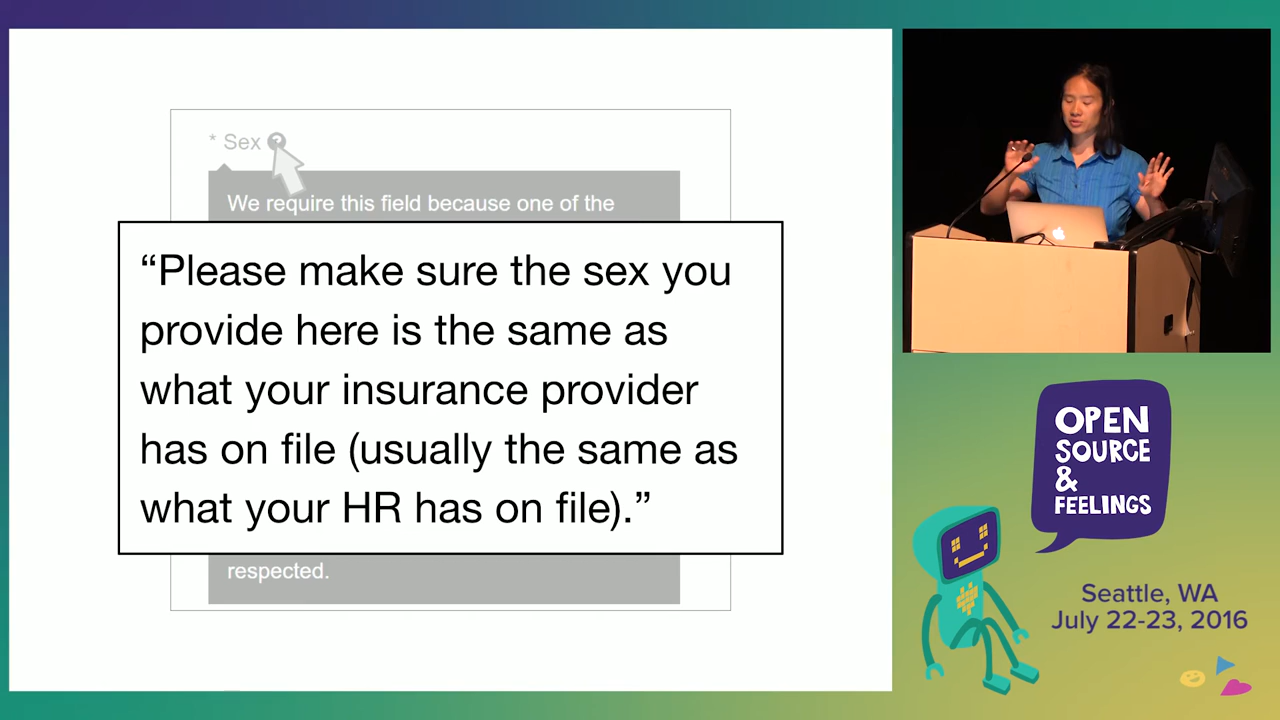 * Sex ?
We require this field because one of the
“Please make sure the sex you
provide here is the same as
what your insurance provider
has on file (usually the same as
what your HR has on file).”
respected.
OPEN
SOURCE
&
FEELINGS
Seattle, WA
July 22-23, 2016